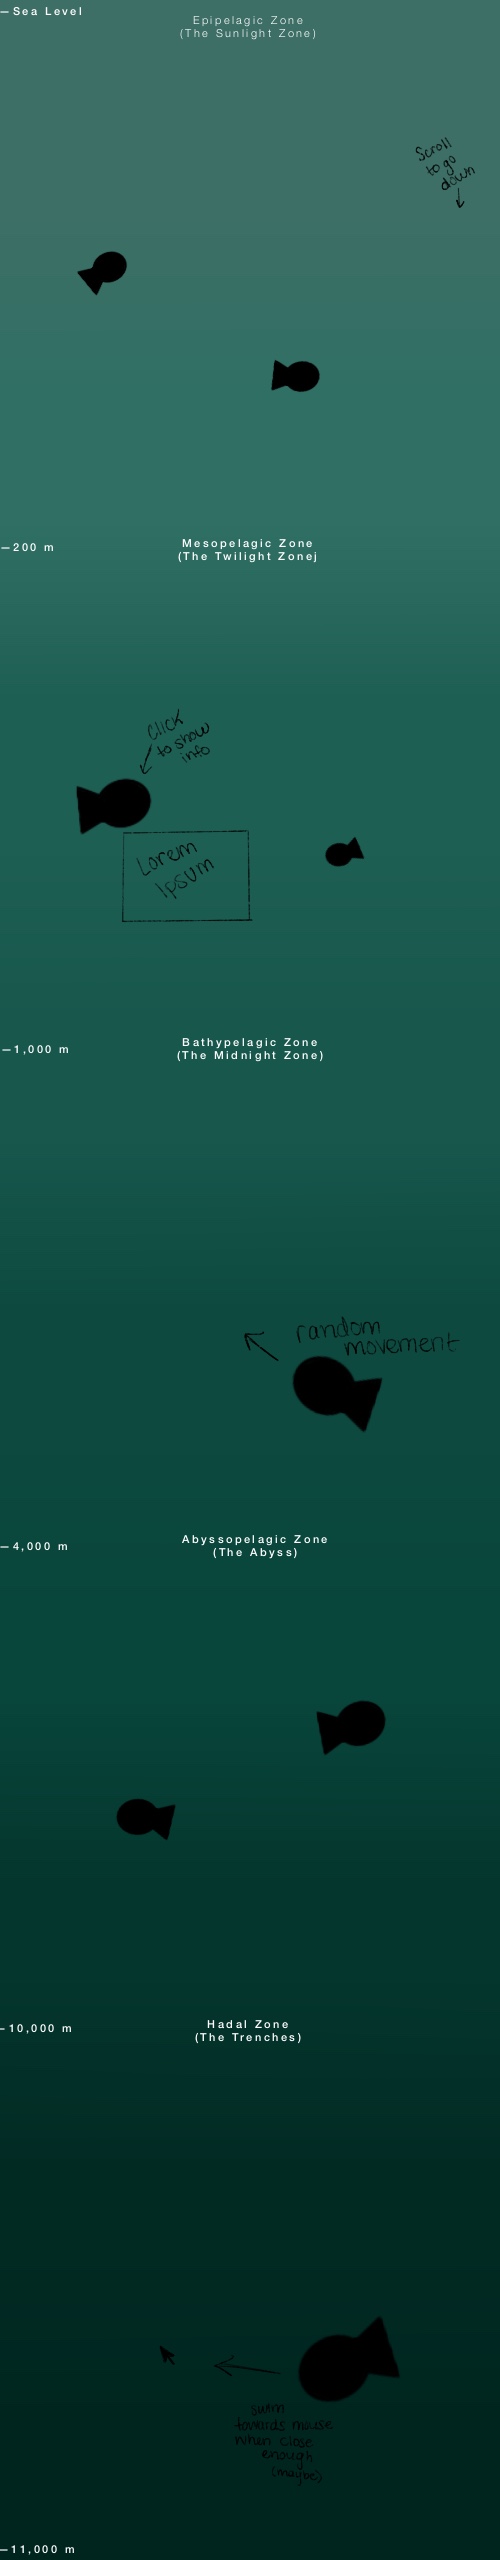 —Sea Level
Epipelagic Zone
(The Sunlight Zone)
Scroll
to go
down
—200 m
Mesopelagic Zone
(The Twilight Zonej
Click
to show
info
Lorem
Ipsum
—1,000 m
Bathypelagic Zone
(The Midnight Zone)
random
movement
—4,000 m
Abyssopelagic Zone
(The Abyss)
—10,000 m
Hadal Zone
(The Trenches)
swim
towards mouse
when close
enough
(maybe)
—11,000 m